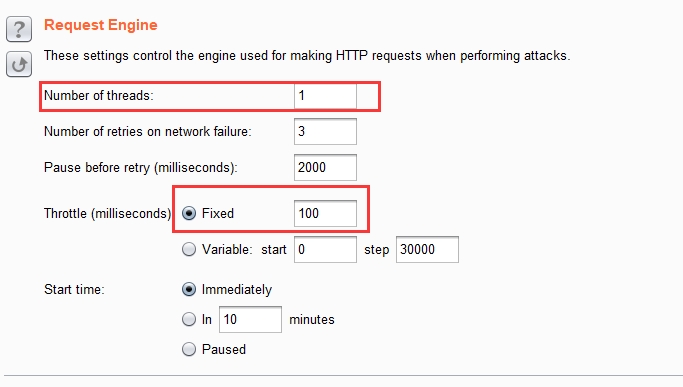 Request Engine
?
These settings control the engine used for making HTTP requests when performing attacks.
Number of threads: 1
Number of retries on network failure: 3
Pause before retry (milliseconds): 2000
Throttle (milliseconds) Fixed 100
Variable: start 0 step 30000
Start time: Immediately
In 10 minutes
Paused